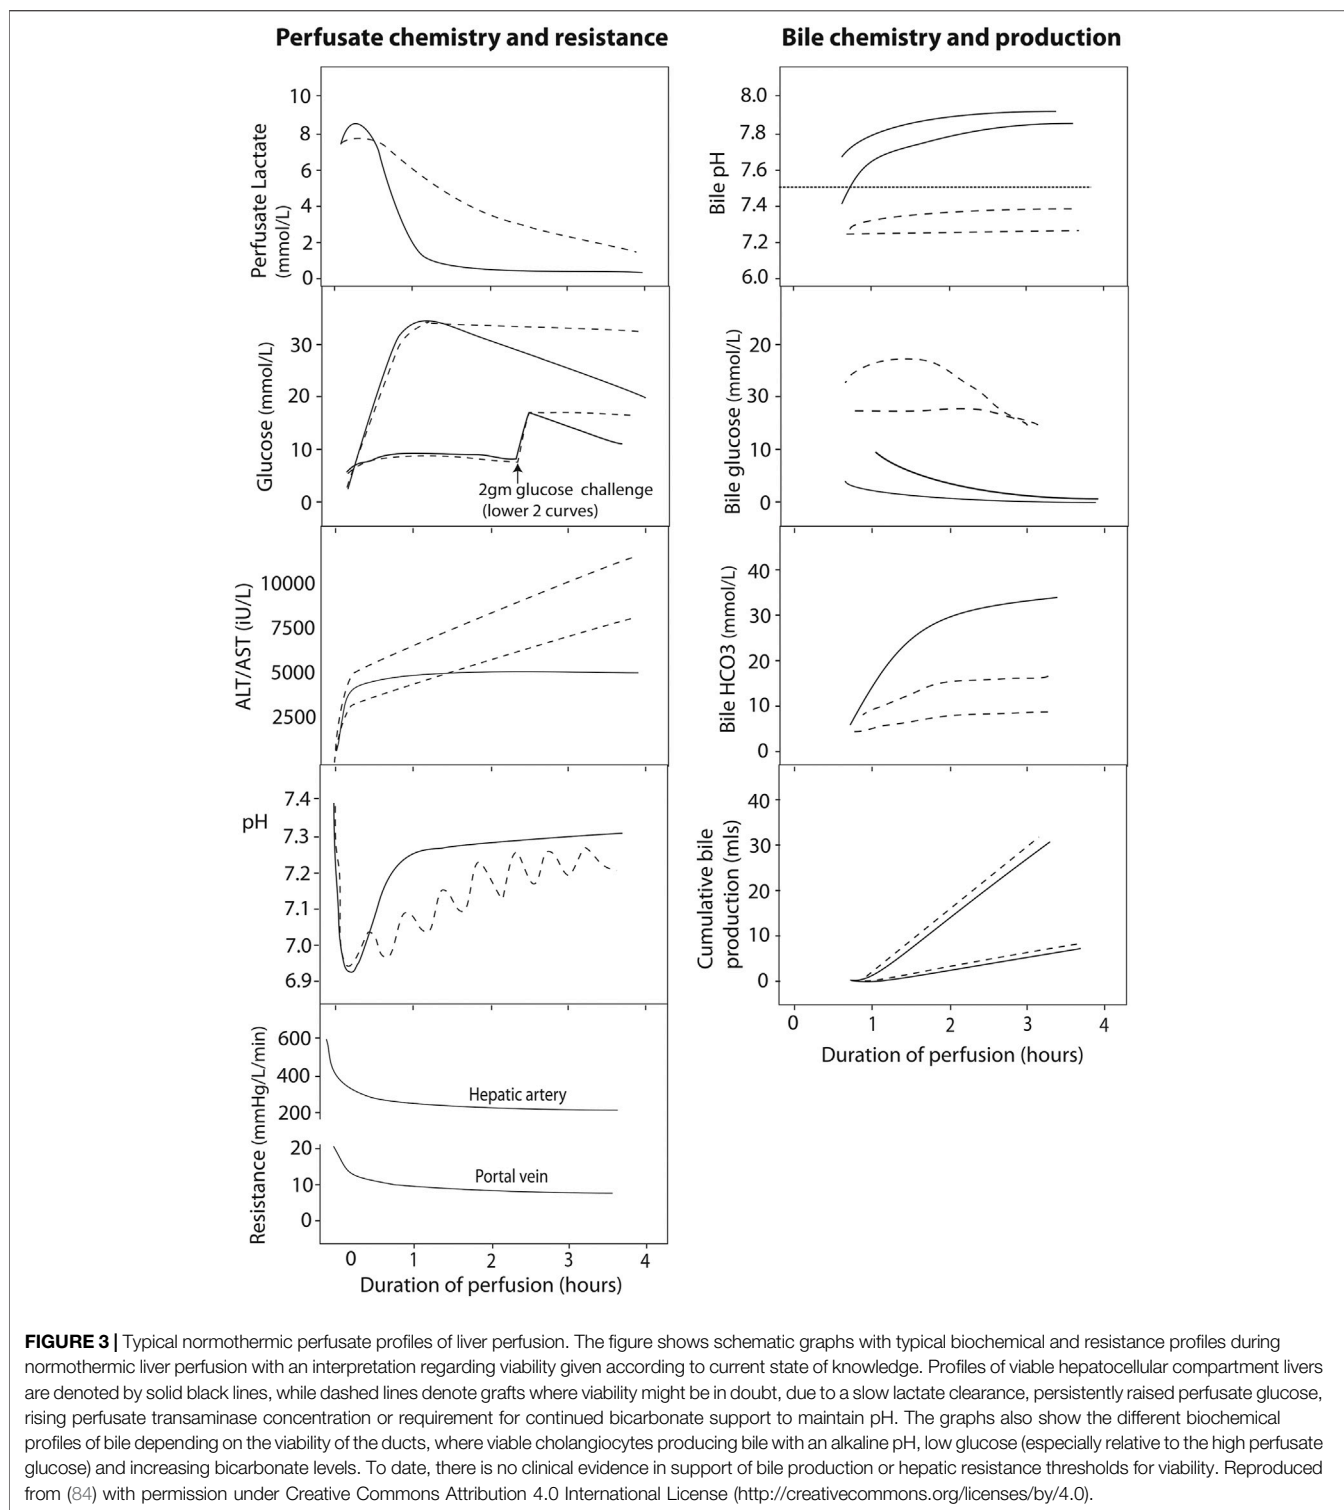 Perfusate chemistry and resistance
Perfusate Lactate
(mmol/L)
10
8
6
4
2
0
Glucose (mmol/L)
30
20
10
0
2gm glucose challenge
(lower 2 curves)
ALT/AST (iU/L)
10000
7500
5000
2500
pH
7.4
7.3
7.2
7.1
7.0
6.9
Resistance (mmHg/L/min)
600
400
200
20
10
0
Hepatic artery
Portal vein
0 1 2 3 4
Duration of perfusion (hours)
Bile chemistry and production
Bile pH
8.0
7.8
7.6
7.4
7.2
6.0
Bile glucose (mmol/L)
20
30
10
0
Bile HCO3 (mmol/L)
40
30
20
10
0
Cumulative bile
production (mls)
40
30
20
10
0
0 1 2 3 4
Duration of perfusion (hours)
FIGURE 3 | Typical normothermic perfusate profiles of liver perfusion. The figure shows schematic graphs with typical biochemical and resistance profiles during
normothermic liver perfusion with an interpretation regarding viability given according to current state of knowledge. Profiles of viable hepatocellular compartment livers
are denoted by solid black lines, while dashed lines denote grafts where viability might be in doubt, due to a slow lactate clearance, persistently raised perfusate glucose,
rising perfusate transaminase concentration or requirement for continued bicarbonate support to maintain pH. The graphs also show the different biochemical
profiles of bile depending on the viability of the ducts, where viable cholangiocytes producing bile with an alkaline pH, low glucose (especially relative to the high perfusate
glucose) and increasing bicarbonate levels. To date, there is no clinical evidence in support of bile production or hepatic resistance thresholds for viability. Reproduced
from (84) with permission under Creative Commons Attribution 4.0 International License (http://creativecommons.org/licenses/by/4.0).